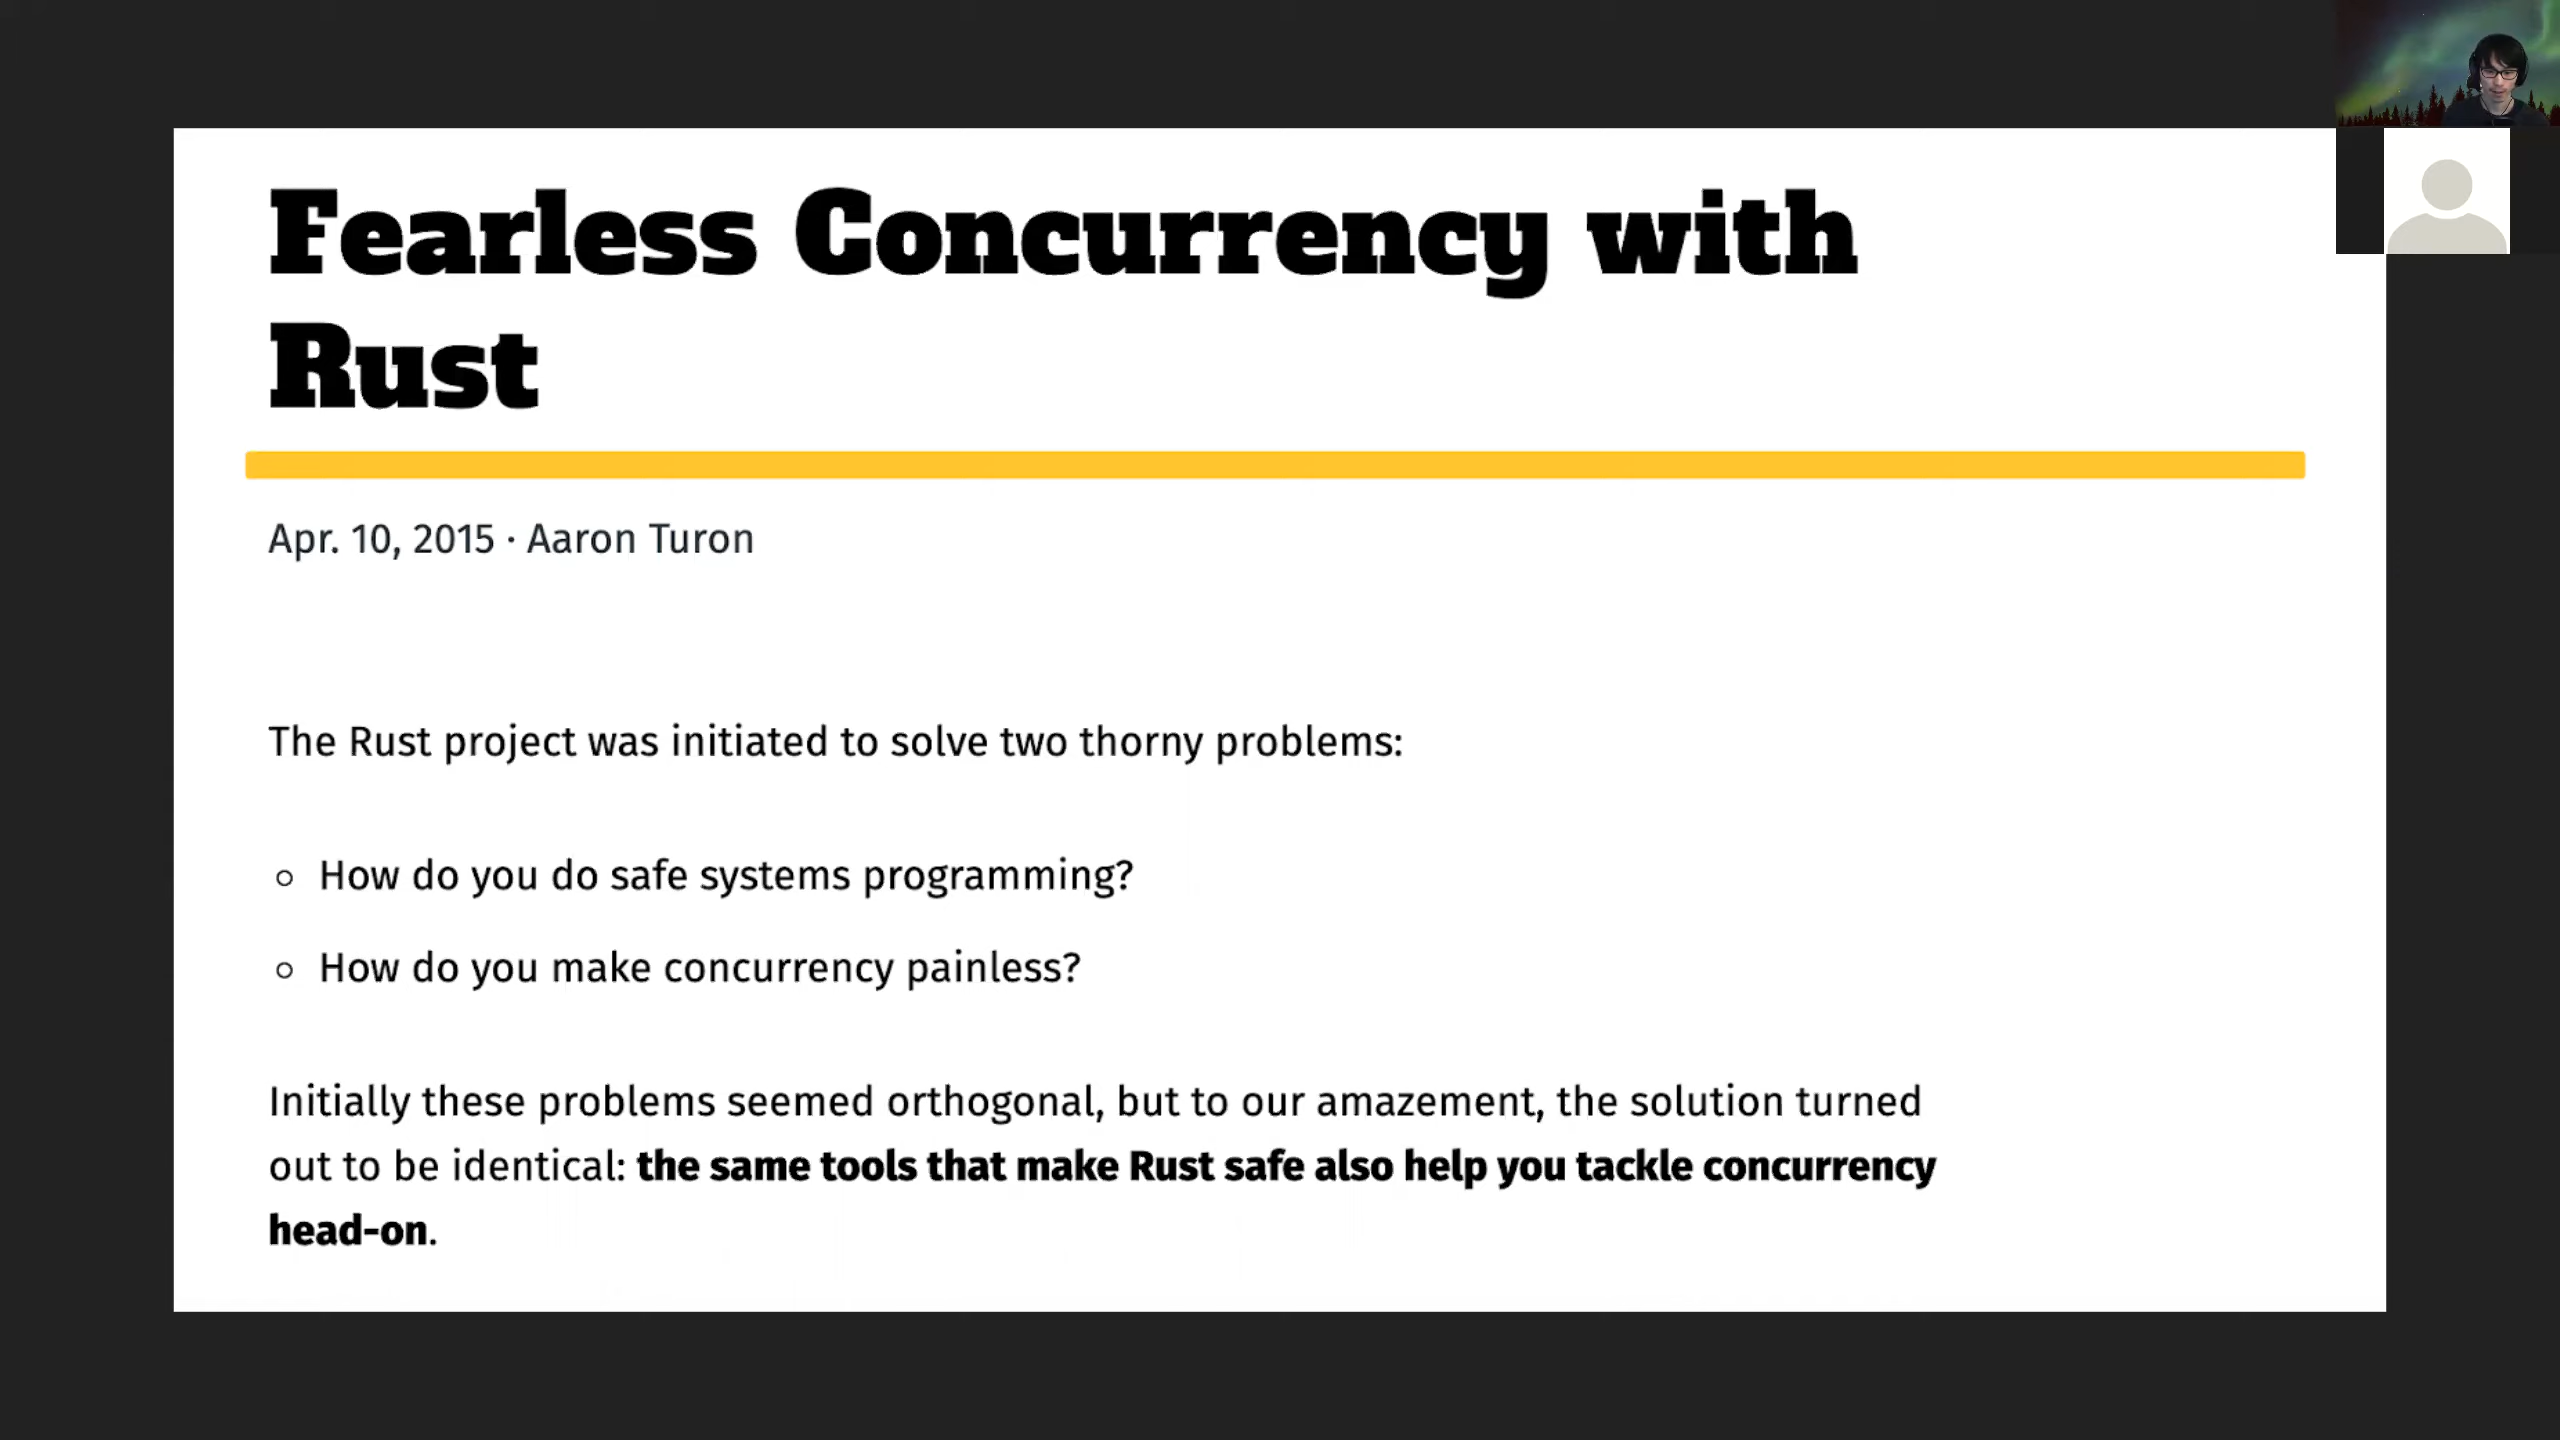 Fearless Concurrency with
Rust
Apr. 10, 2015 · Aaron Turon
The Rust project was initiated to solve two thorny problems:
○ How do you do safe systems programming?
○ How do you make concurrency painless?
Initially these problems seemed orthogonal, but to our amazement, the solution turned
out to be identical: the same tools that make Rust safe also help you tackle concurrency
head-on.